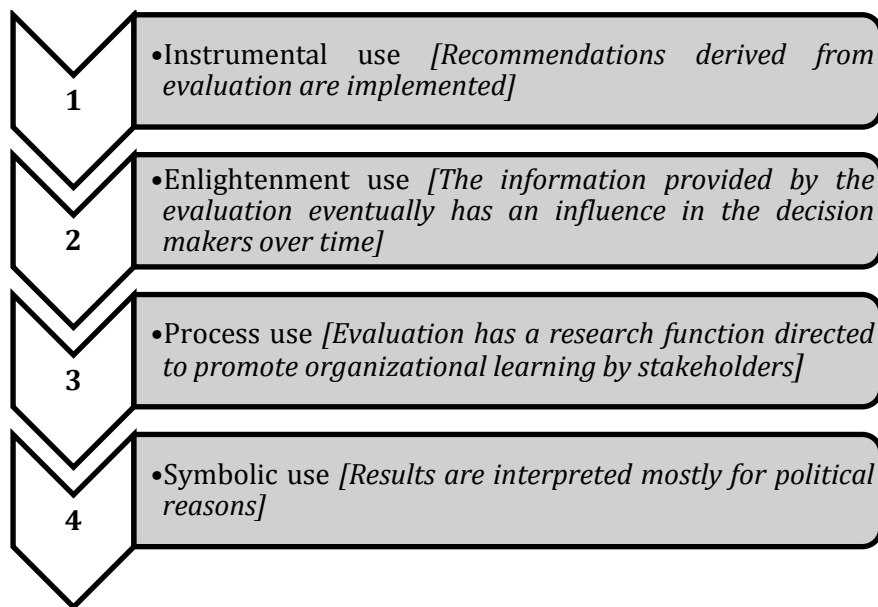 1
•Instrumental use [Recommendations derived from
evaluation are implemented]
2
•Enlightenment use [The information provided by the
evaluation eventually has an influence in the decision
makers over time]
3
•Process use [Evaluation has a research function directed
to promote organizational learning by stakeholders]
4
•Symbolic use [Results are interpreted mostly for political
reasons]